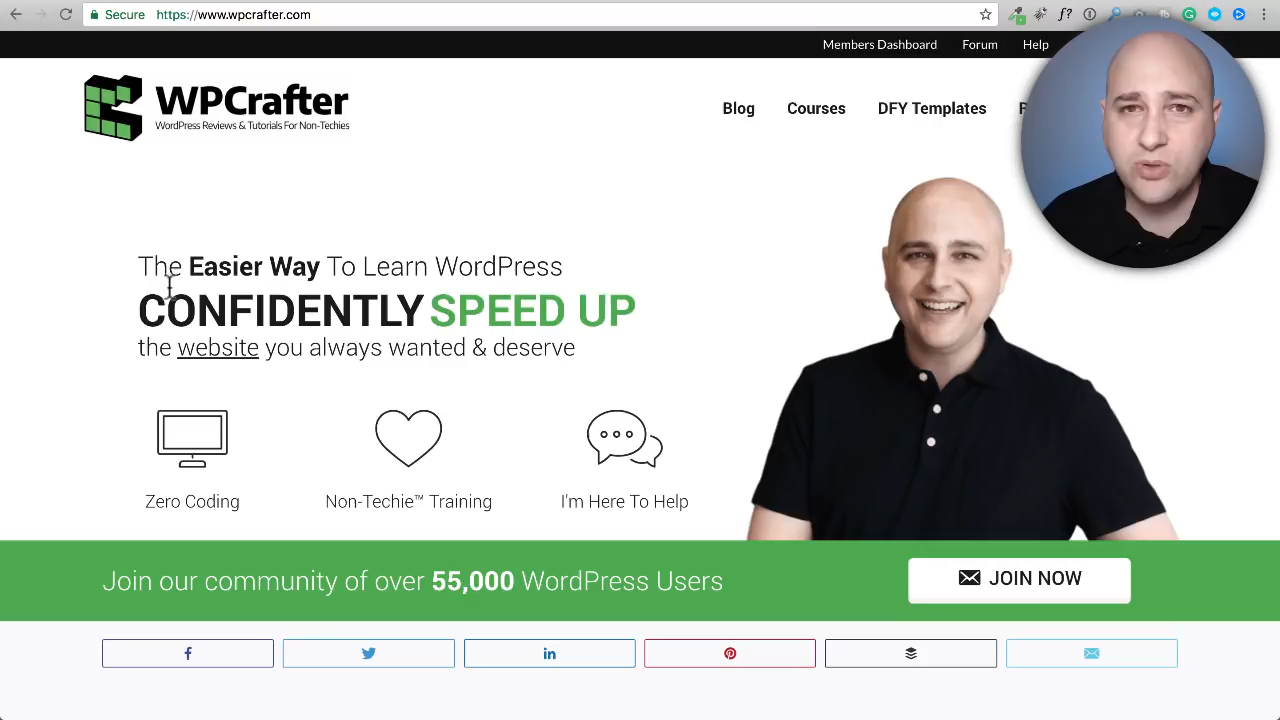 Secure https://www.wpcrafter.com
Members Dashboard Forum Help
WPCrafter
WordPress Reviews & Tutorials For Non-Techies
Blog Courses DFY Templates
The Easier Way To Learn WordPress
CONFIDENTLY SPEED UP
the website you always wanted & deserve
Zero Coding Non-Techie™ Training I'm Here To Help
Join our community of over 55,000 WordPress Users JOIN NOW